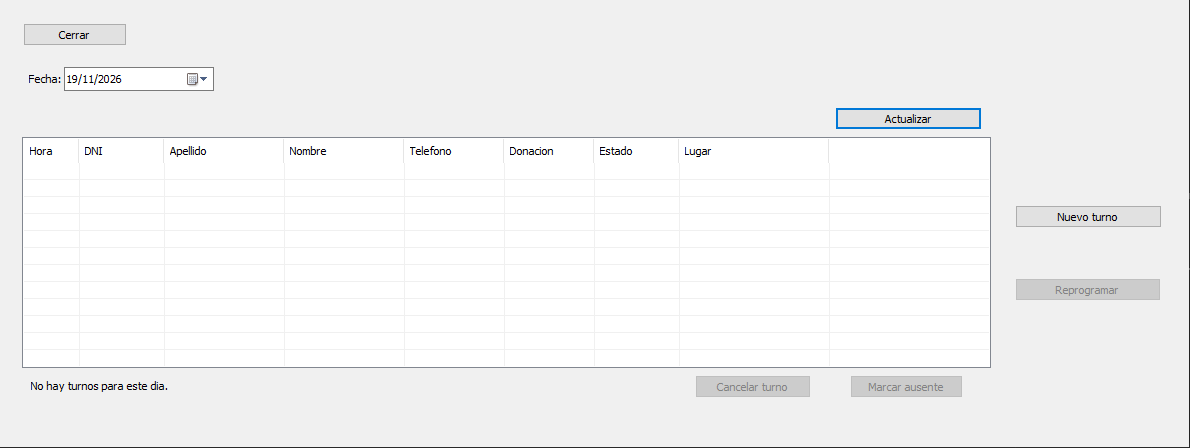 Cerrar
Fecha: 19/11/2026
Actualizar
Hora DNI Apellido Nombre Telefono Donacion Estado Lugar
Nuevo turno
Reprogramar
No hay turnos para este dia. Cancelar turno Marcar ausente